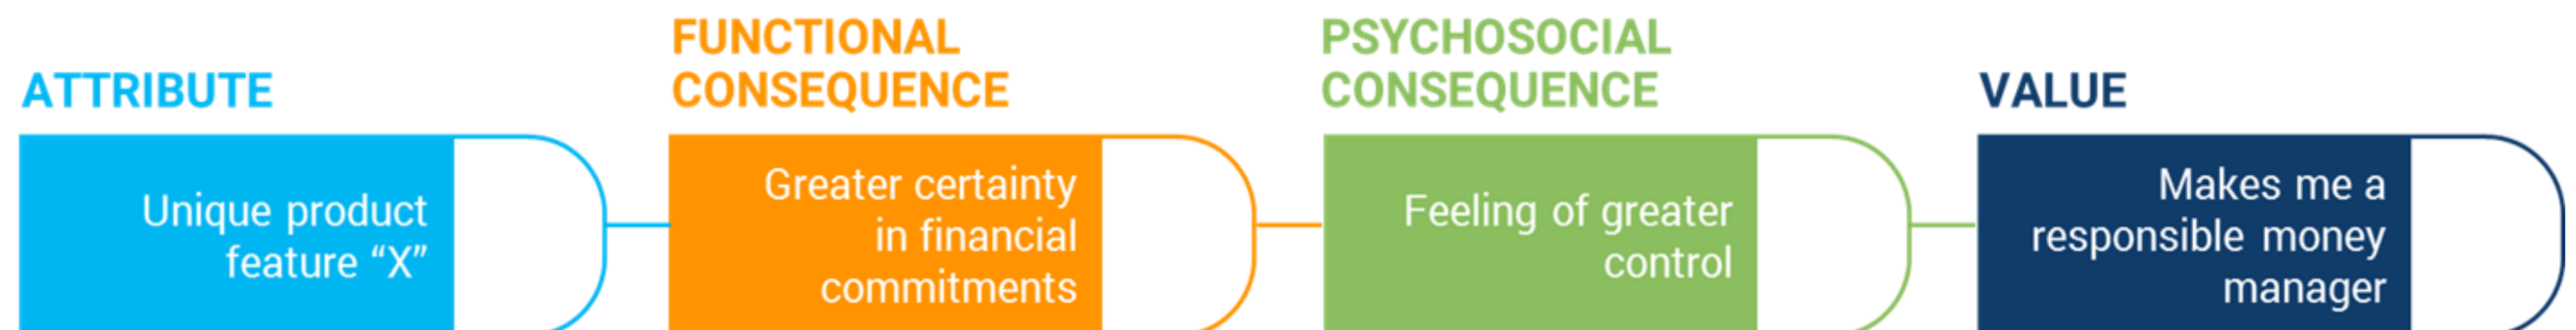 ATTRIBUTE
Unique product
feature “X”
FUNCTIONAL
CONSEQUENCE
Greater certainty
in financial
commitments
PSYCHOSOCIAL
CONSEQUENCE
Feeling of greater
control
VALUE
Makes me a
responsible money
manager